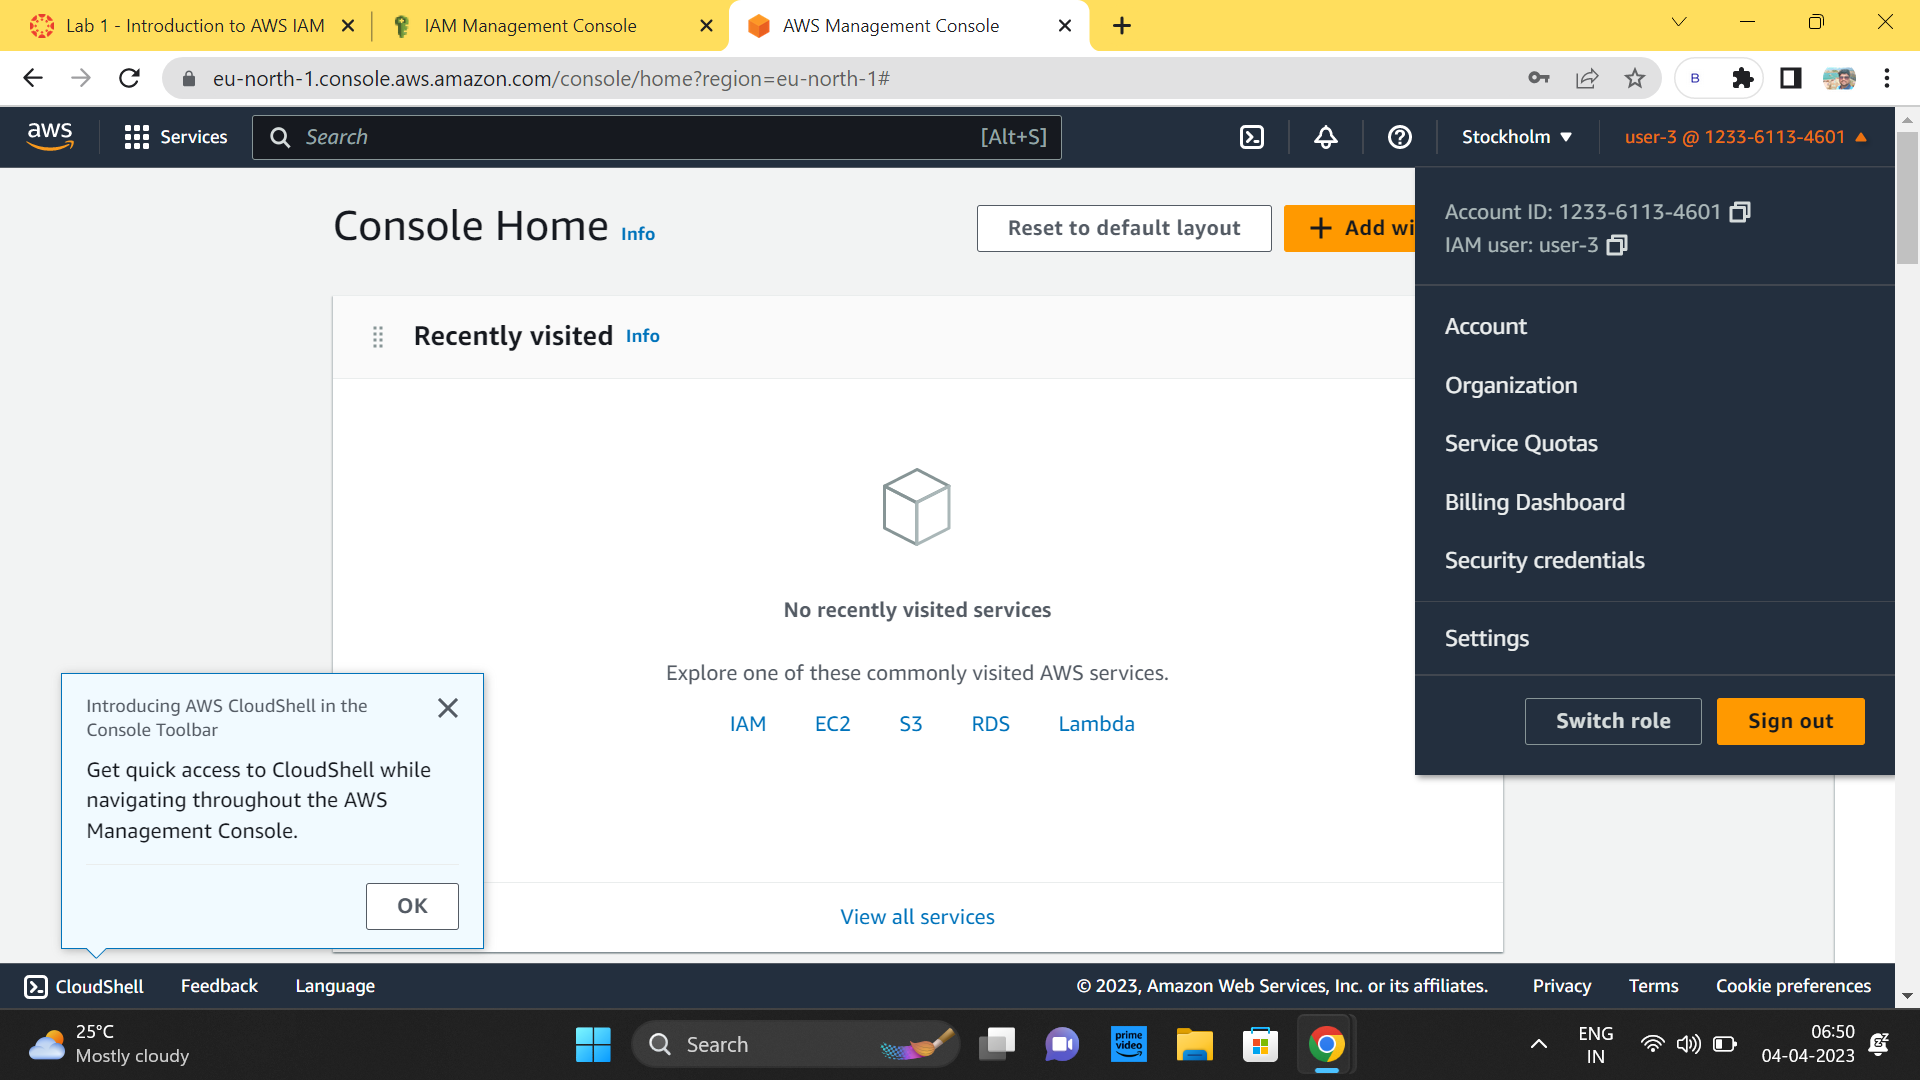 Lab 1 - Introduction to AWS IAM
IAM Management Console
AWS Management Console
eu-north-1.console.aws.amazon.com/console/home?region=eu-north-1#
B
aws
Services
Search
[Alt+S]
Stockholm
user-3 @ 1233-6113-4601
Console Home Info
Reset to default layout
Add wi
Account ID: 1233-6113-4601
IAM user: user-3
Account
Organization
Service Quotas
Billing Dashboard
Security credentials
Settings
Switch role
Sign out
Recently visited Info
No recently visited services
Explore one of these commonly visited AWS services.
IAM EC2 S3 RDS Lambda
View all services
Introducing AWS CloudShell in the
Console Toolbar
Get quick access to CloudShell while
navigating throughout the AWS
Management Console.
OK
CloudShell
Feedback
Language
© 2023, Amazon Web Services, Inc. or its affiliates.
Privacy
Terms
Cookie preferences
25°C
Mostly cloudy
Search
prime
video
ENG
IN
06:50
04-04-2023